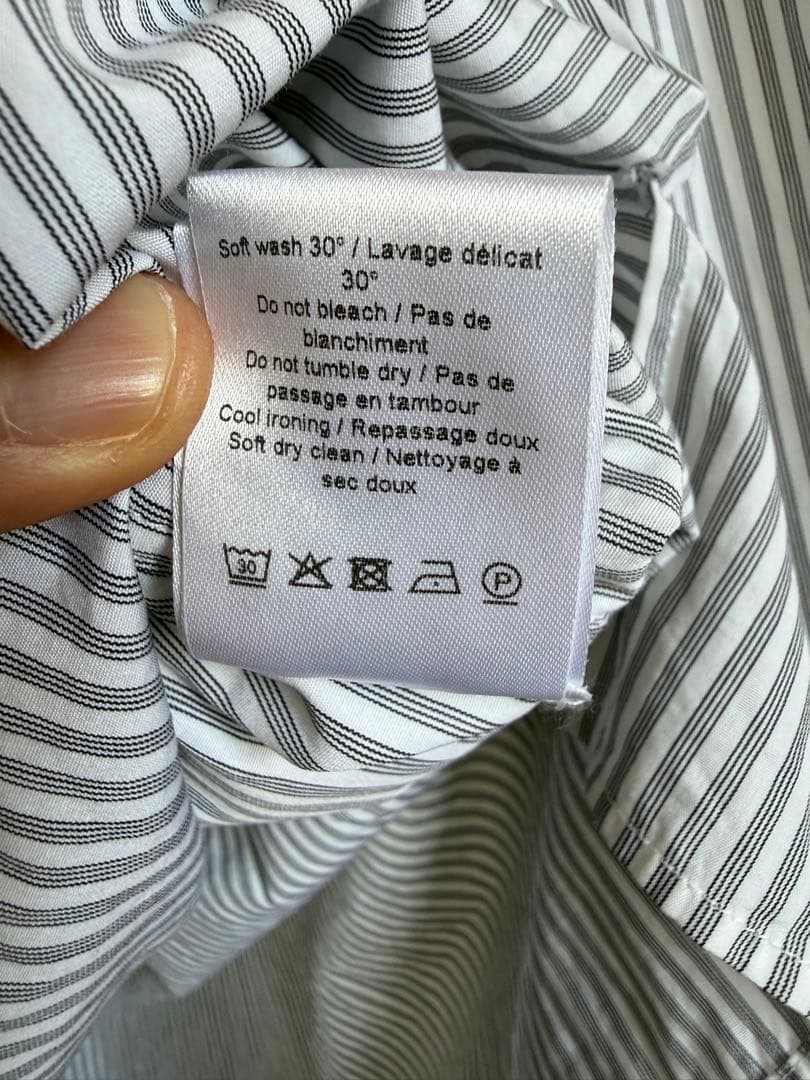 Soft wash 30° / Lavage délicat
30°
Do not bleach / Pas de
blanchiment
Do not tumble dry / Pas de
passage en tambour
Cool ironing / Repassage doux
Soft dry clean / Nettoyage à
sec doux
30 P